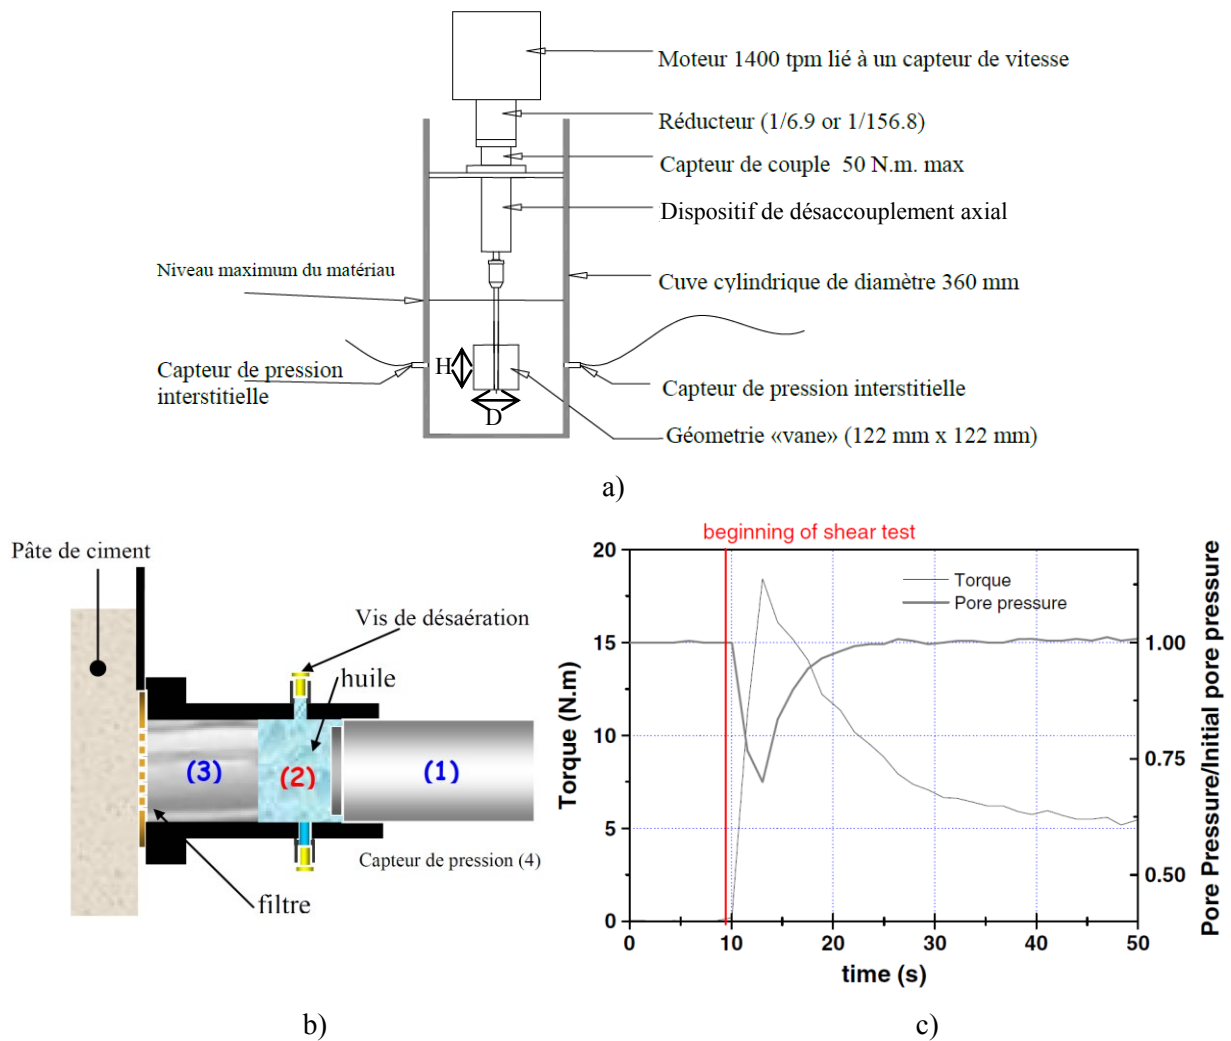 Moteur 1400 tpm lié à un capteur de vitesse
Réducteur (1/6.9 or 1/156.8)
Capteur de couple 50 N.m. max
Dispositif de désaccouplement axial
Niveau maximum du matériau
Cuve cylindrique de diamètre 360 mm
Capteur de pression
interstitielle
H
D
Capteur de pression interstitielle
Géometrie «vane» (122 mm x 122 mm)
a)
Pâte de ciment
Vis de désaération
huile
(3)
(2)
(1)
Capteur de pression (4)
filtre
b)
beginning of shear test
20
15
10
5
0
Torque (N.m)
Torque
Pore pressure
1.00
0.75
0.50
Pore Pressure/Initial pore pressure
0 10 20 30 40 50
time (s)
c)